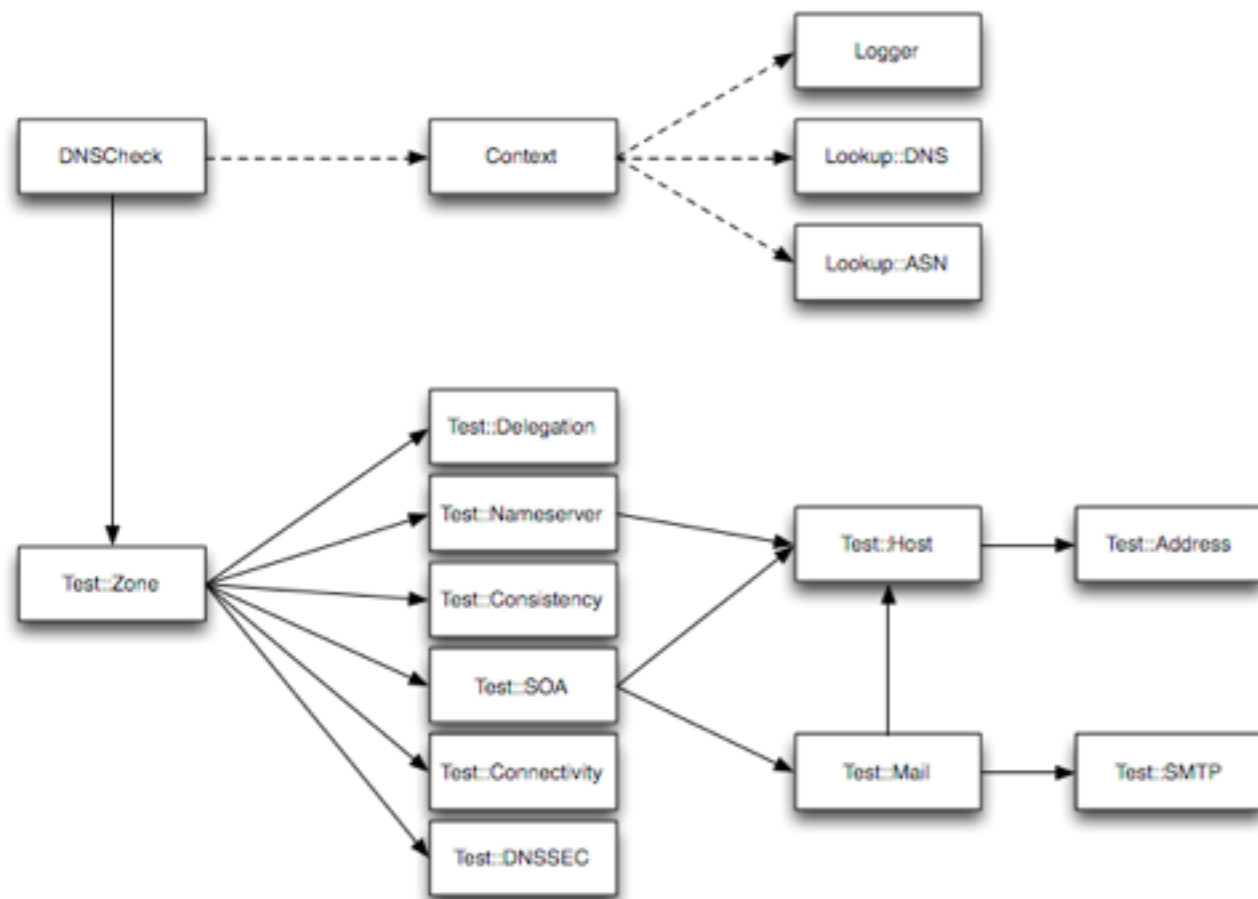 Logger
DNSCheck
Context
Lookup::DNS
Lookup::ASN
Test::Delegation
Test::Nameserver
Test::Host
Test::Address
Test::Zone
Test::Consistency
Test::SOA
Test::Connectivity
Test::Mail
Test::SMTP
Test::DNSSEC